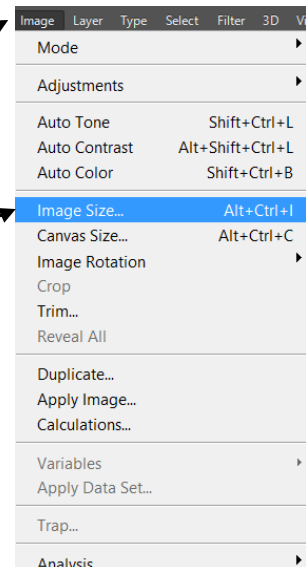 Image Layer Type Select Filter 3D
Mode
Adjustments
Auto Tone Shift+Ctrl+L
Auto Contrast Alt+Shift+Ctrl+L
Auto Color Shift+Ctrl+B
Image Size... Alt+Ctrl+I
Canvas Size... Alt+Ctrl+C
Image Rotation
Crop
Trim...
Reveal All
Duplicate...
Apply Image...
Calculations...
Variables
Apply Data Set...
Trap...
Analysis